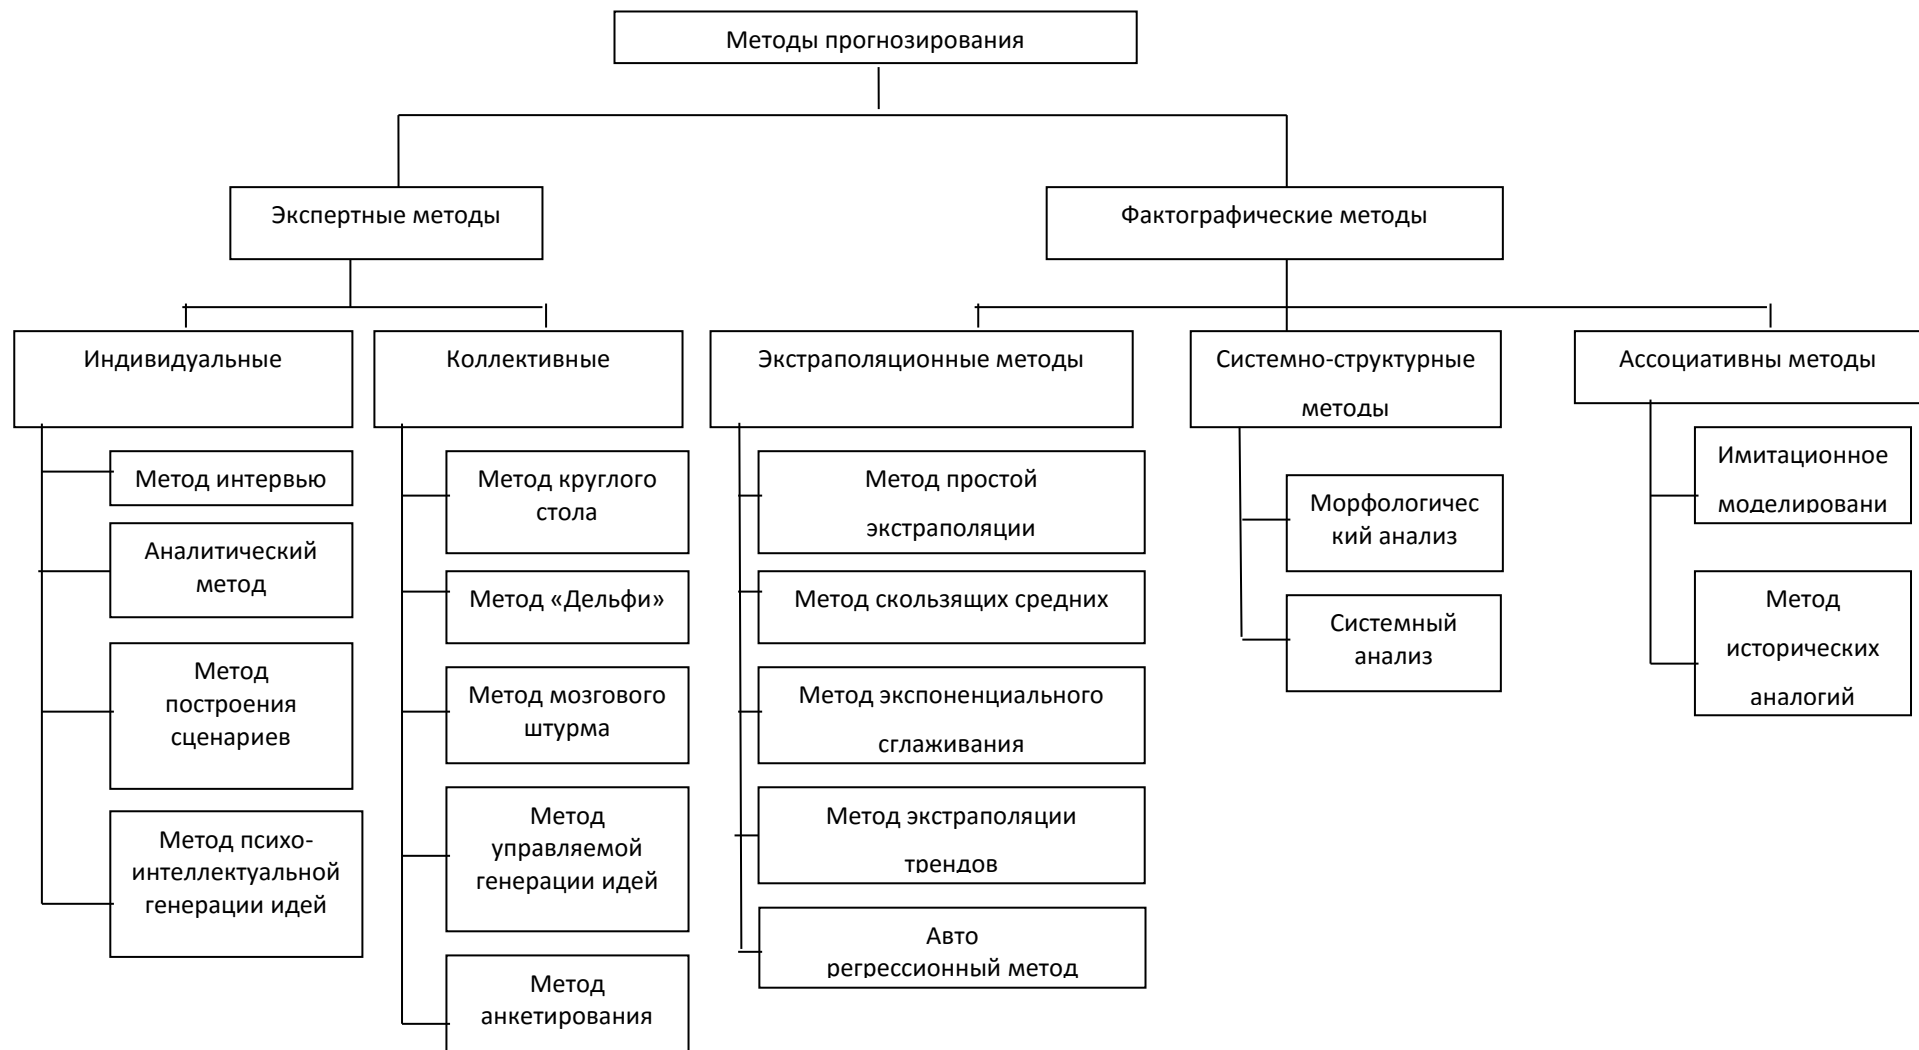 Методы прогнозирования
Экспертные методы
Фактографические методы
Индивидуальные
Коллективные
Экстраполяционные методы
Системно-структурные
методы
Ассоциативны методы
Метод интервью
Аналитический
метод
Метод
построения
сценариев
Метод психо-
интеллектуальной
генерации идей
Метод круглого
стола
Метод «Дельфи»
Метод мозгового
штурма
Метод
управляемой
генерации идей
Метод
анкетирования
Метод простой
экстраполяции
Метод скользящих средних
Метод экспоненциального
сглаживания
Метод экстраполяции
трендов
Авто
регрессионный метод
Морфологичес
кий анализ
Системный
анализ
Имитационное
моделировани
Метод
исторических
аналогий